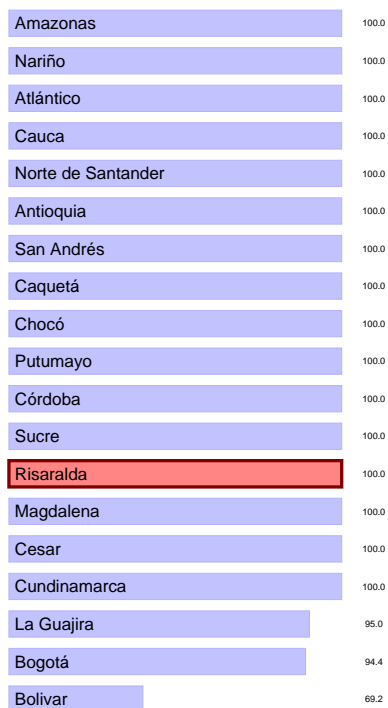 Amazonas 100.0
Nariño 100.0
Atlántico 100.0
Cauca 100.0
Norte de Santander 100.0
Antioquia 100.0
San Andrés 100.0
Caquetá 100.0
Chocó 100.0
Putumayo 100.0
Córdoba 100.0
Sucre 100.0
Risaralda 100.0
Magdalena 100.0
Cesar 100.0
Cundinamarca 100.0
La Guajira 95.0
Bogotá 94.4
Bolivar 69.2